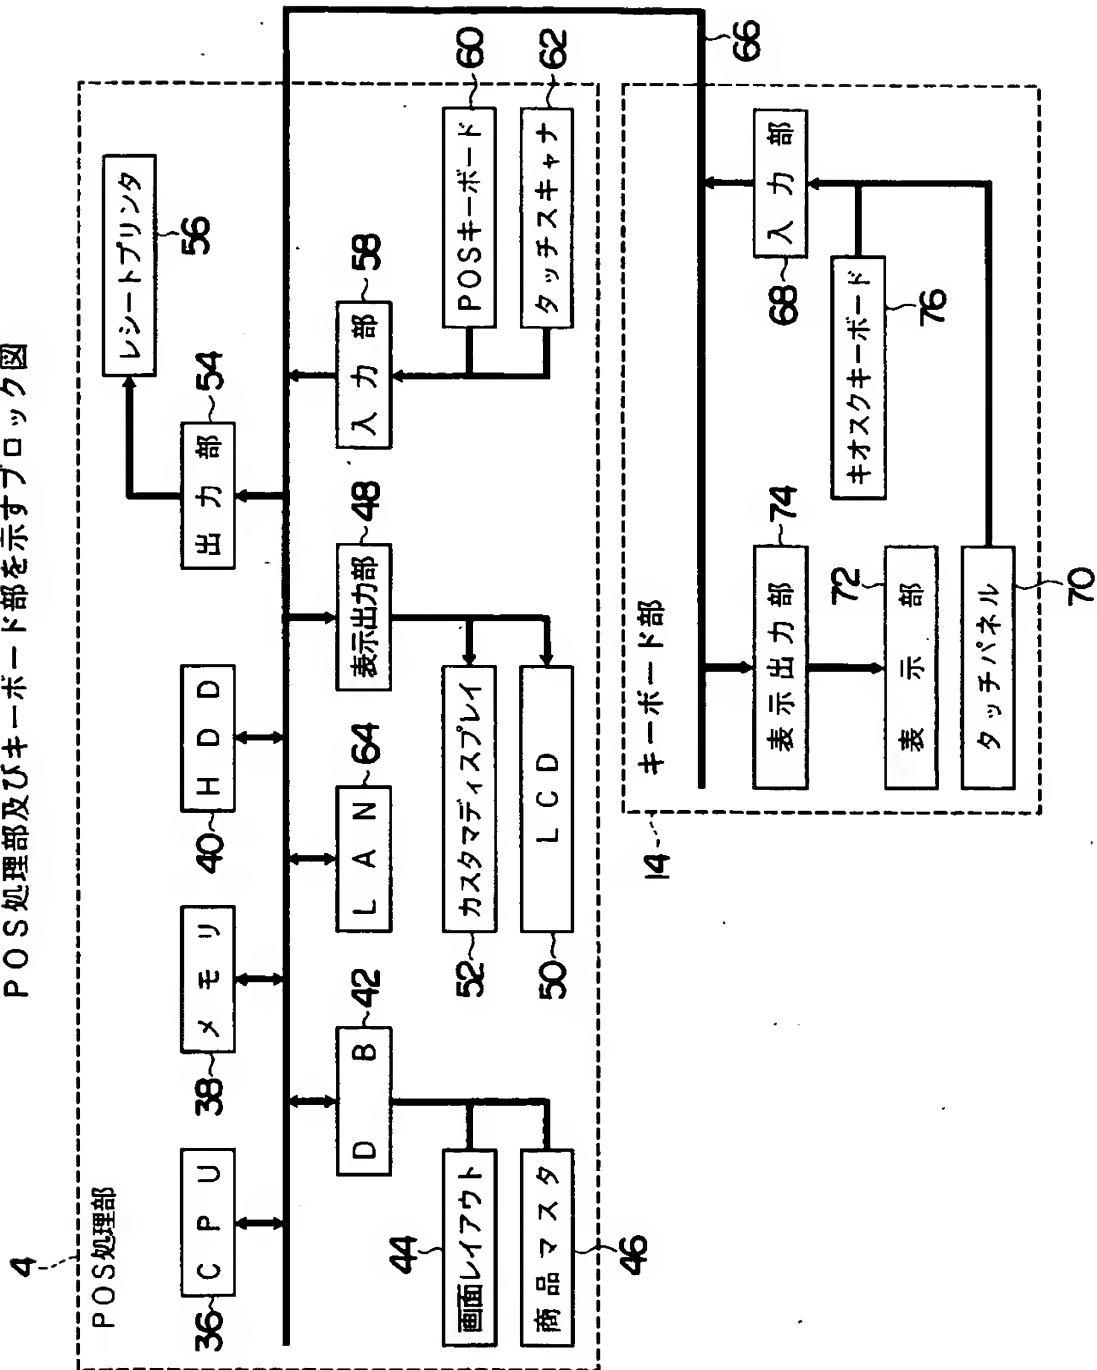 POS処理部及びキーボード部を示すブロック図
4
POS処理部
レシートプリンタ
56
36
CPU
38
メモリ
40
HDD
出力部
54
DB
42
LAN
64
表示出力部
48
入力部
58
44
画面レイアウト
52
カスタマディスプレイ
POSキーボード
60
商品マスタ
46
50
LCD
タッチスキャナ
62
66
14
キーボード部
表示出力部
74
68
入力部
72
表示部
キオスクキーボード
76
タッチパネル
70